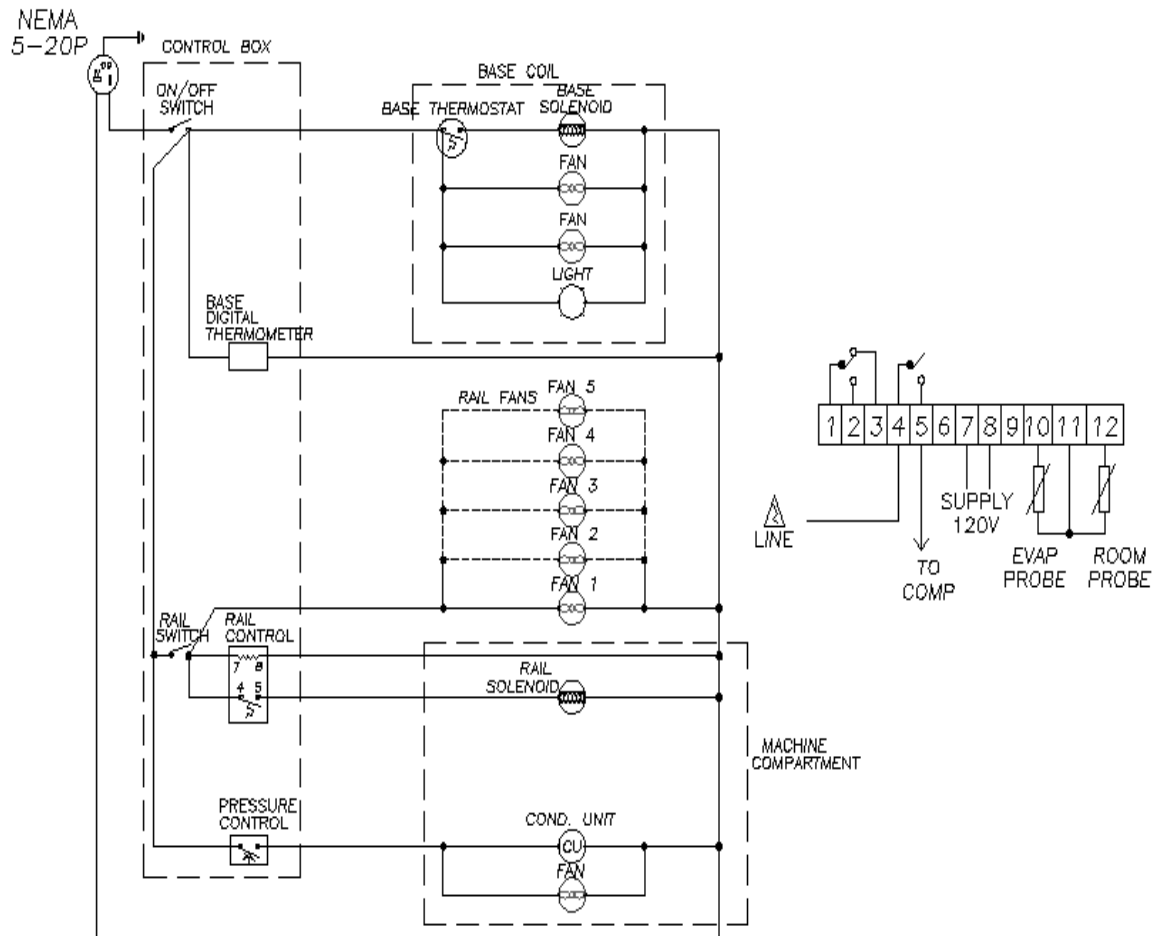 NEMA
5-20P
CONTROL BOX
ON/OFF
SWITCH
BASE COIL
BASE THERMOSTAT
BASE
SOLENOID
FAN
FAN
LIGHT
BASE
DIGITAL
THERMOMETER
RAIL FANS
FAN 5
FAN 4
FAN 3
FAN 2
FAN 1
RAIL
SWITCH
RAIL
CONTROL
7 8
4 5
RAIL
SOLENOID
MACHINE
COMPARTMENT
PRESSURE
CONTROL
COND. UNIT
CU
FAN
1 2 3 4 5 6 7 8 9 10 11 12
LINE
SUPPLY
120V
TO
COMP
EVAP
PROBE
ROOM
PROBE